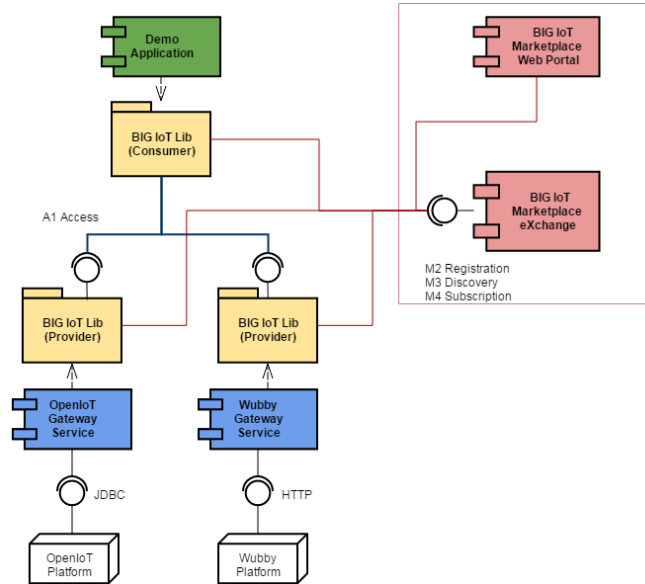 Demo
Application
BIG IoT
Marketplace
Web Portal
BIG IoT Lib
(Consumer)
A1 Access
BIG IoT
Marketplace
eXchange
M2 Registration
M3 Discovery
M4 Subscription
BIG IoT Lib
(Provider)
BIG IoT Lib
(Provider)
OpenIoT
Gateway
Service
Wubby
Gateway
Service
JDBC
HTTP
OpenIoT
Platform
Wubby
Platform